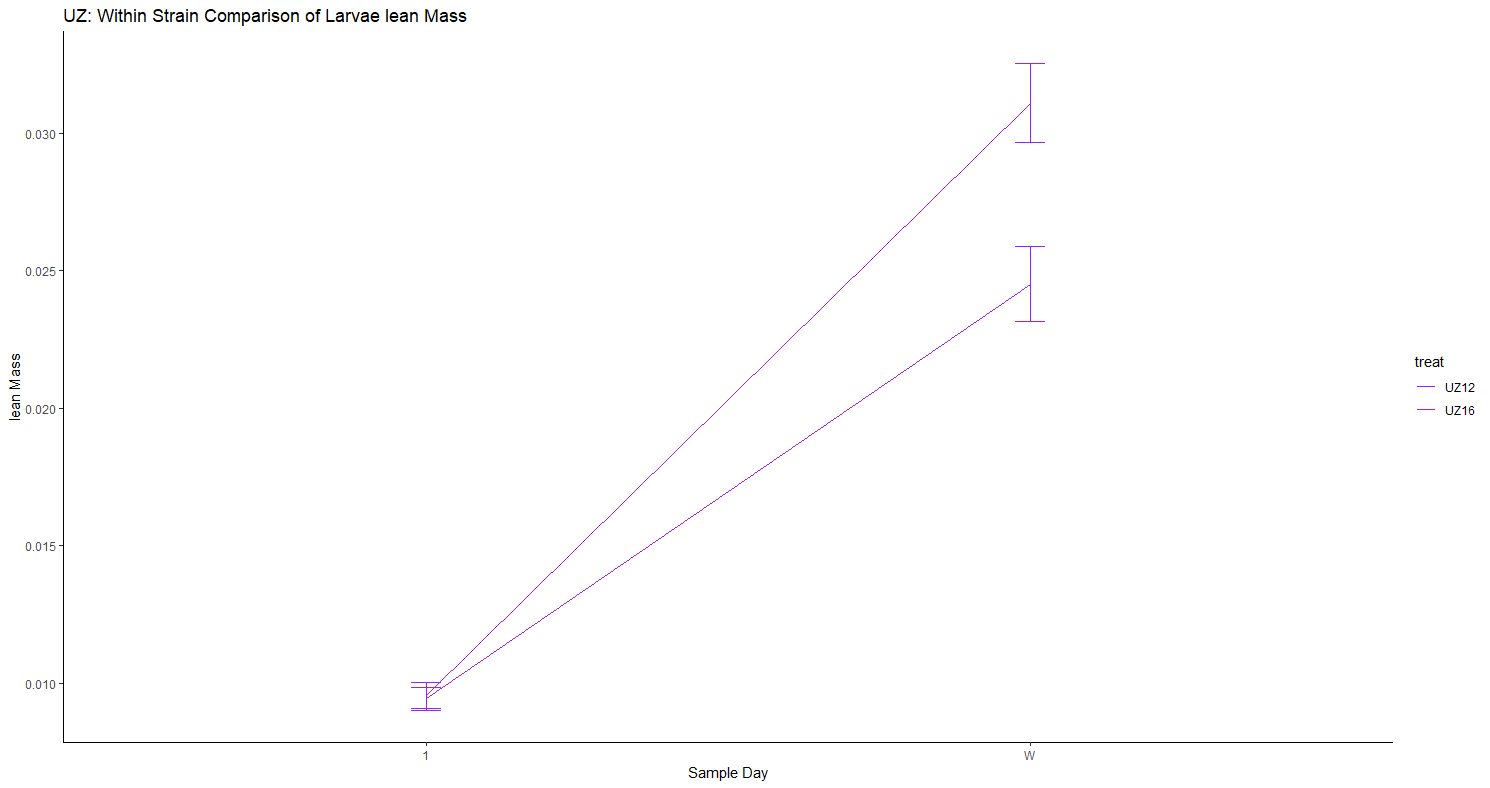 UZ: Within Strain Comparison of Larvae lean Mass
0.030
0.025
0.020
0.015
0.010
lean Mass
1
W
Sample Day
treat
UZ12
UZ16